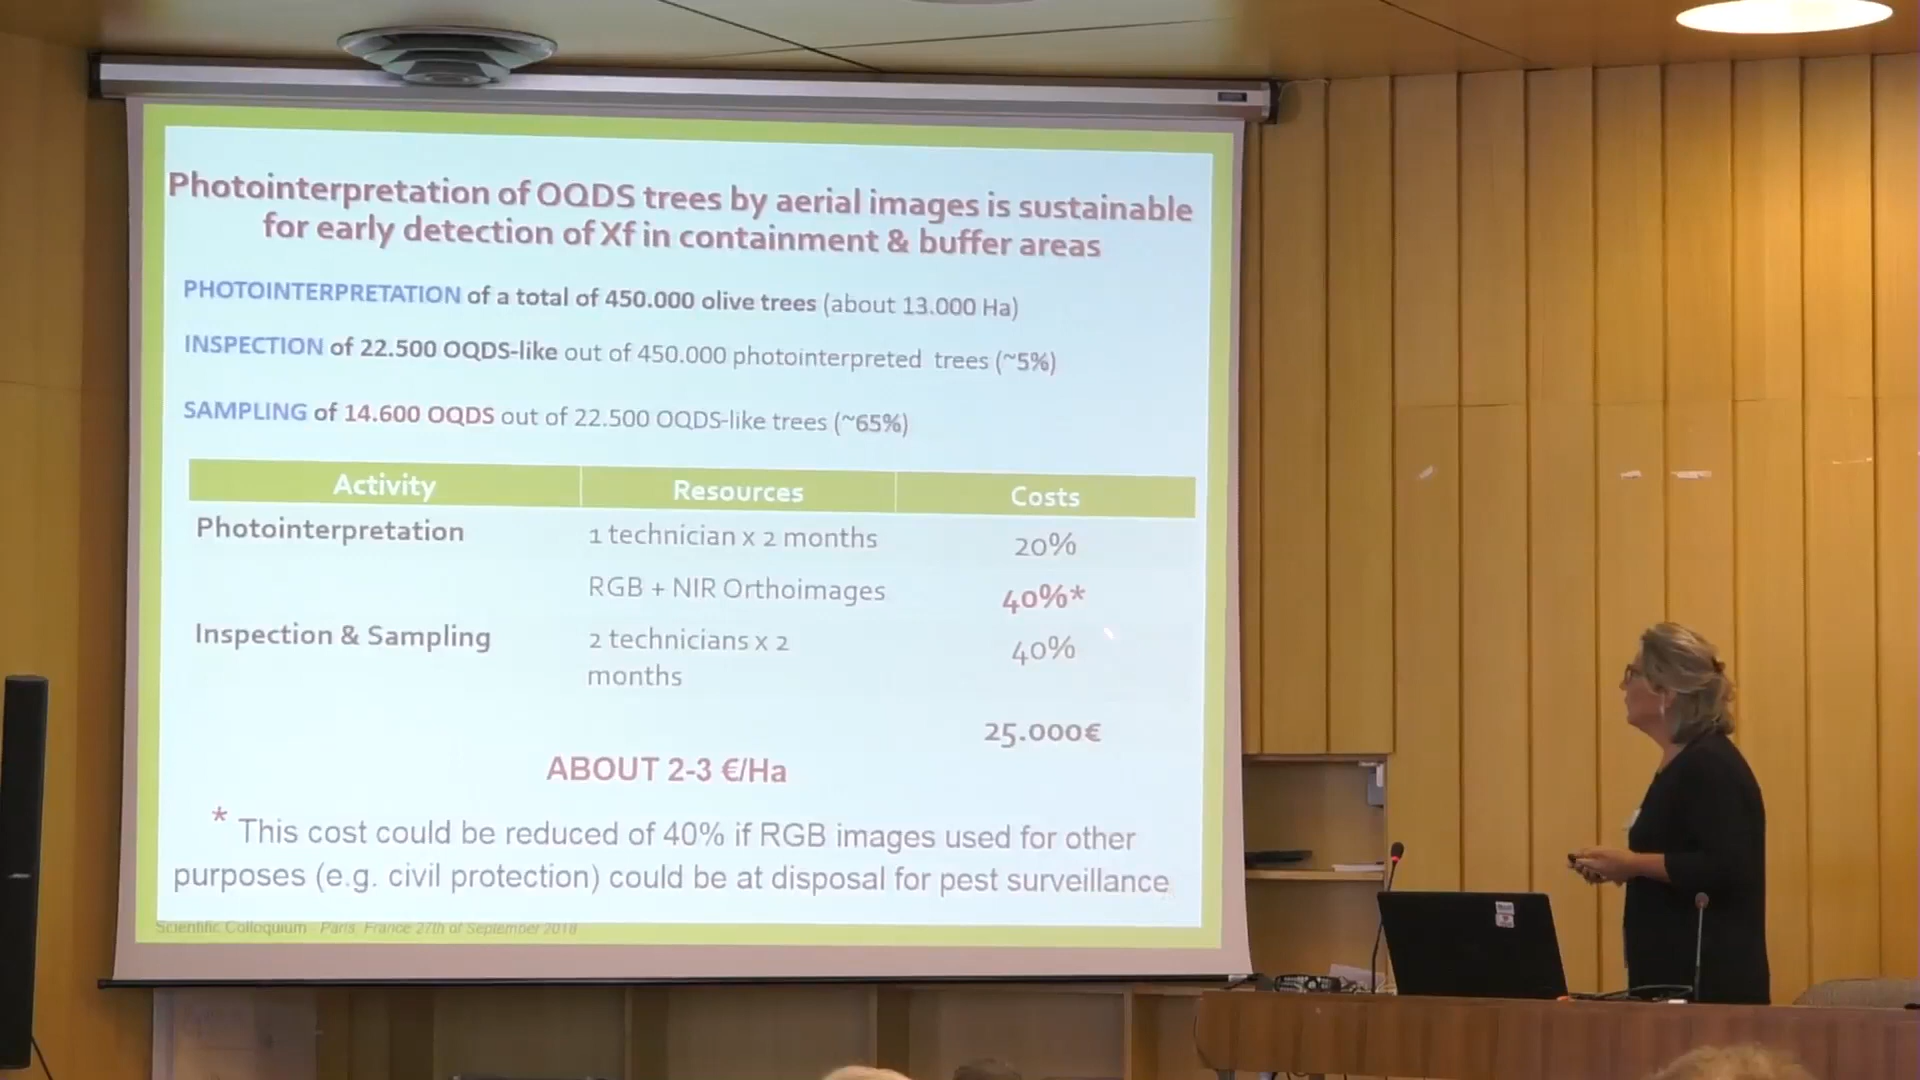 Photointerpretation of OQDS trees by aerial images is sustainable
for early detection of Xf in containment & buffer areas
PHOTOINTERPRETATION of a total of 450.000 olive trees (about 13.000 Ha)
INSPECTION of 22.500 OQDS-like out of 450.000 photointerpreted trees (~5%)
SAMPLING of 14.600 OQDS out of 22.500 OQDS-like trees (~65%)
Activity Resources Costs
Photointerpretation 1 technician x 2 months 20%
RGB + NIR Orthoimages 40%*
Inspection & Sampling 2 technicians x 2 40%
months
25.000€
ABOUT 2-3 €/Ha
* This cost could be reduced of 40% if RGB images used for other
purposes (e.g. civil protection) could be at disposal for pest surveillance
Scientific Colloquium - Paris, France 27th of September 2018